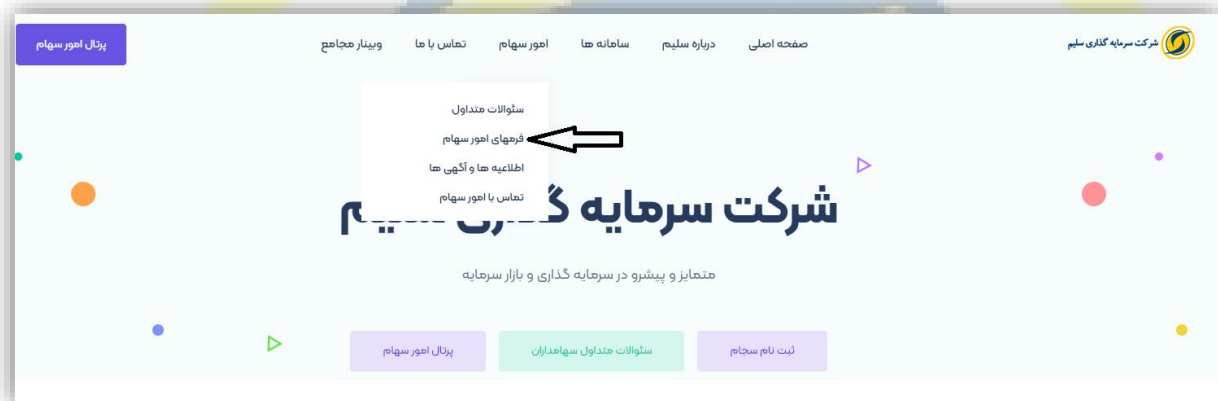 شرکت سرمایه گذاری سلیم
صفحه اصلی
درباره سلیم
سامانه ها
امور سهام
تماس با ما
وبینار مجامع
پرتال امور سهام
سئوالات متداول
فرمهای امور سهام
اطلاعیه ها و آگهی ها
تماس با امور سهام
شرکت سرمایه
متمایز و پیشرو در سرمایه گذاری و بازار سرمایه
ثبت نام سجام
سئوالات متداول سهامداران
پرتال امور سهام